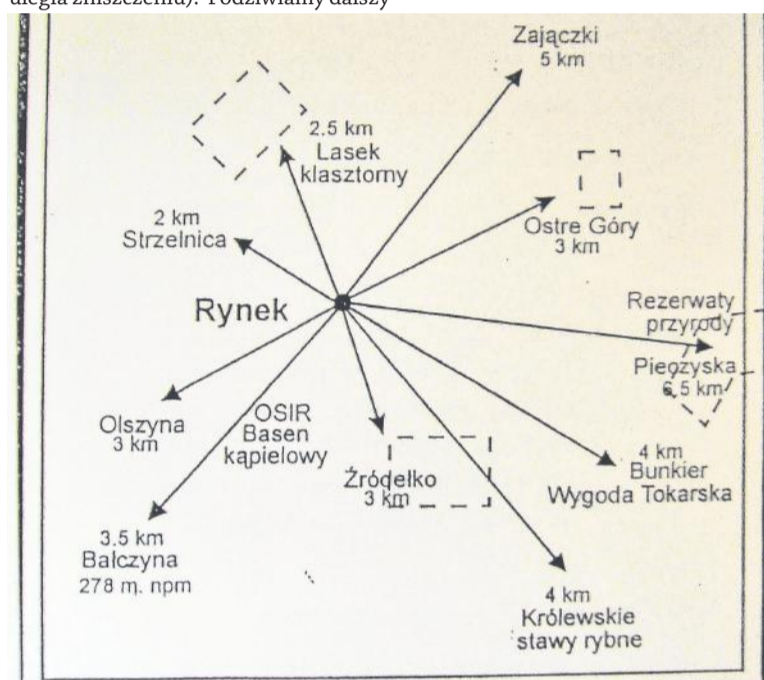 Zajączki
5 km
2,5 km
Lasek
klasztorny
2 km
Strzelnica
Ostre Góry
3 km
Rynek
Rezerwaty
przyrody
Pieczyska
6,5 km
Olszyna
3 km
OSIR
Basen
kąpielowy
Źródełko
3 km
4 km
Bunkier
Wygoda Tokarska
3.5 km
Bałczyna
278 m. npm
4 km
Królewskie
stawy rybne